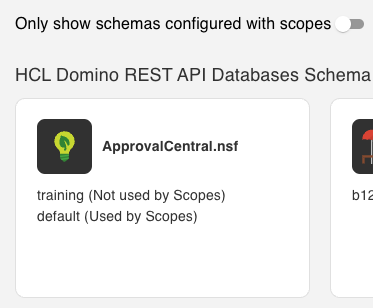 Only show schemas configured with scopes
HCL Domino REST API Databases Schema
ApprovalCentral.nsf
training (Not used by Scopes)
default (Used by Scopes)
b12